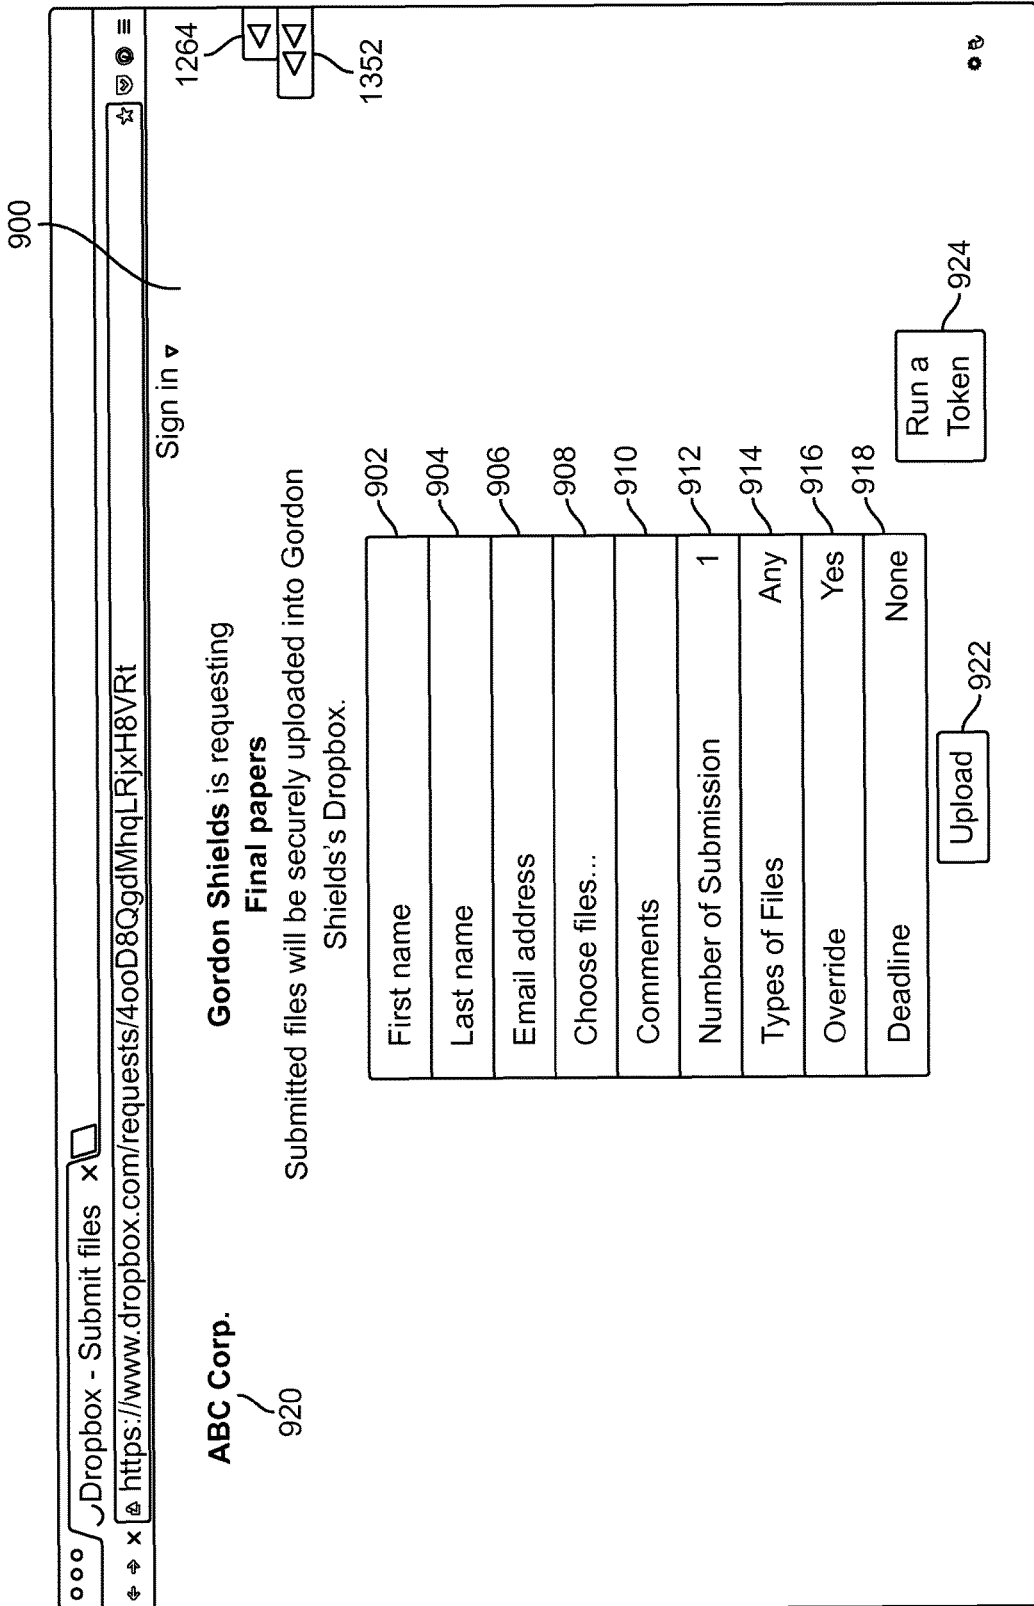 900
Dropbox - Submit files x
https://www.dropbox.com/requests/4ooD8QgdMhqLRjxH8VRt
Sign in
1264
1352
ABC Corp.
920
Gordon Shields is requesting
Final papers
Submitted files will be securely uploaded into Gordon
Shields's Dropbox.
First name 902
Last name 904
Email address 906
Choose files... 908
Comments 910
Number of Submission 1 912
Types of Files Any 914
Override Yes 916
Deadline None 918
Upload 922
Run a
Token
924